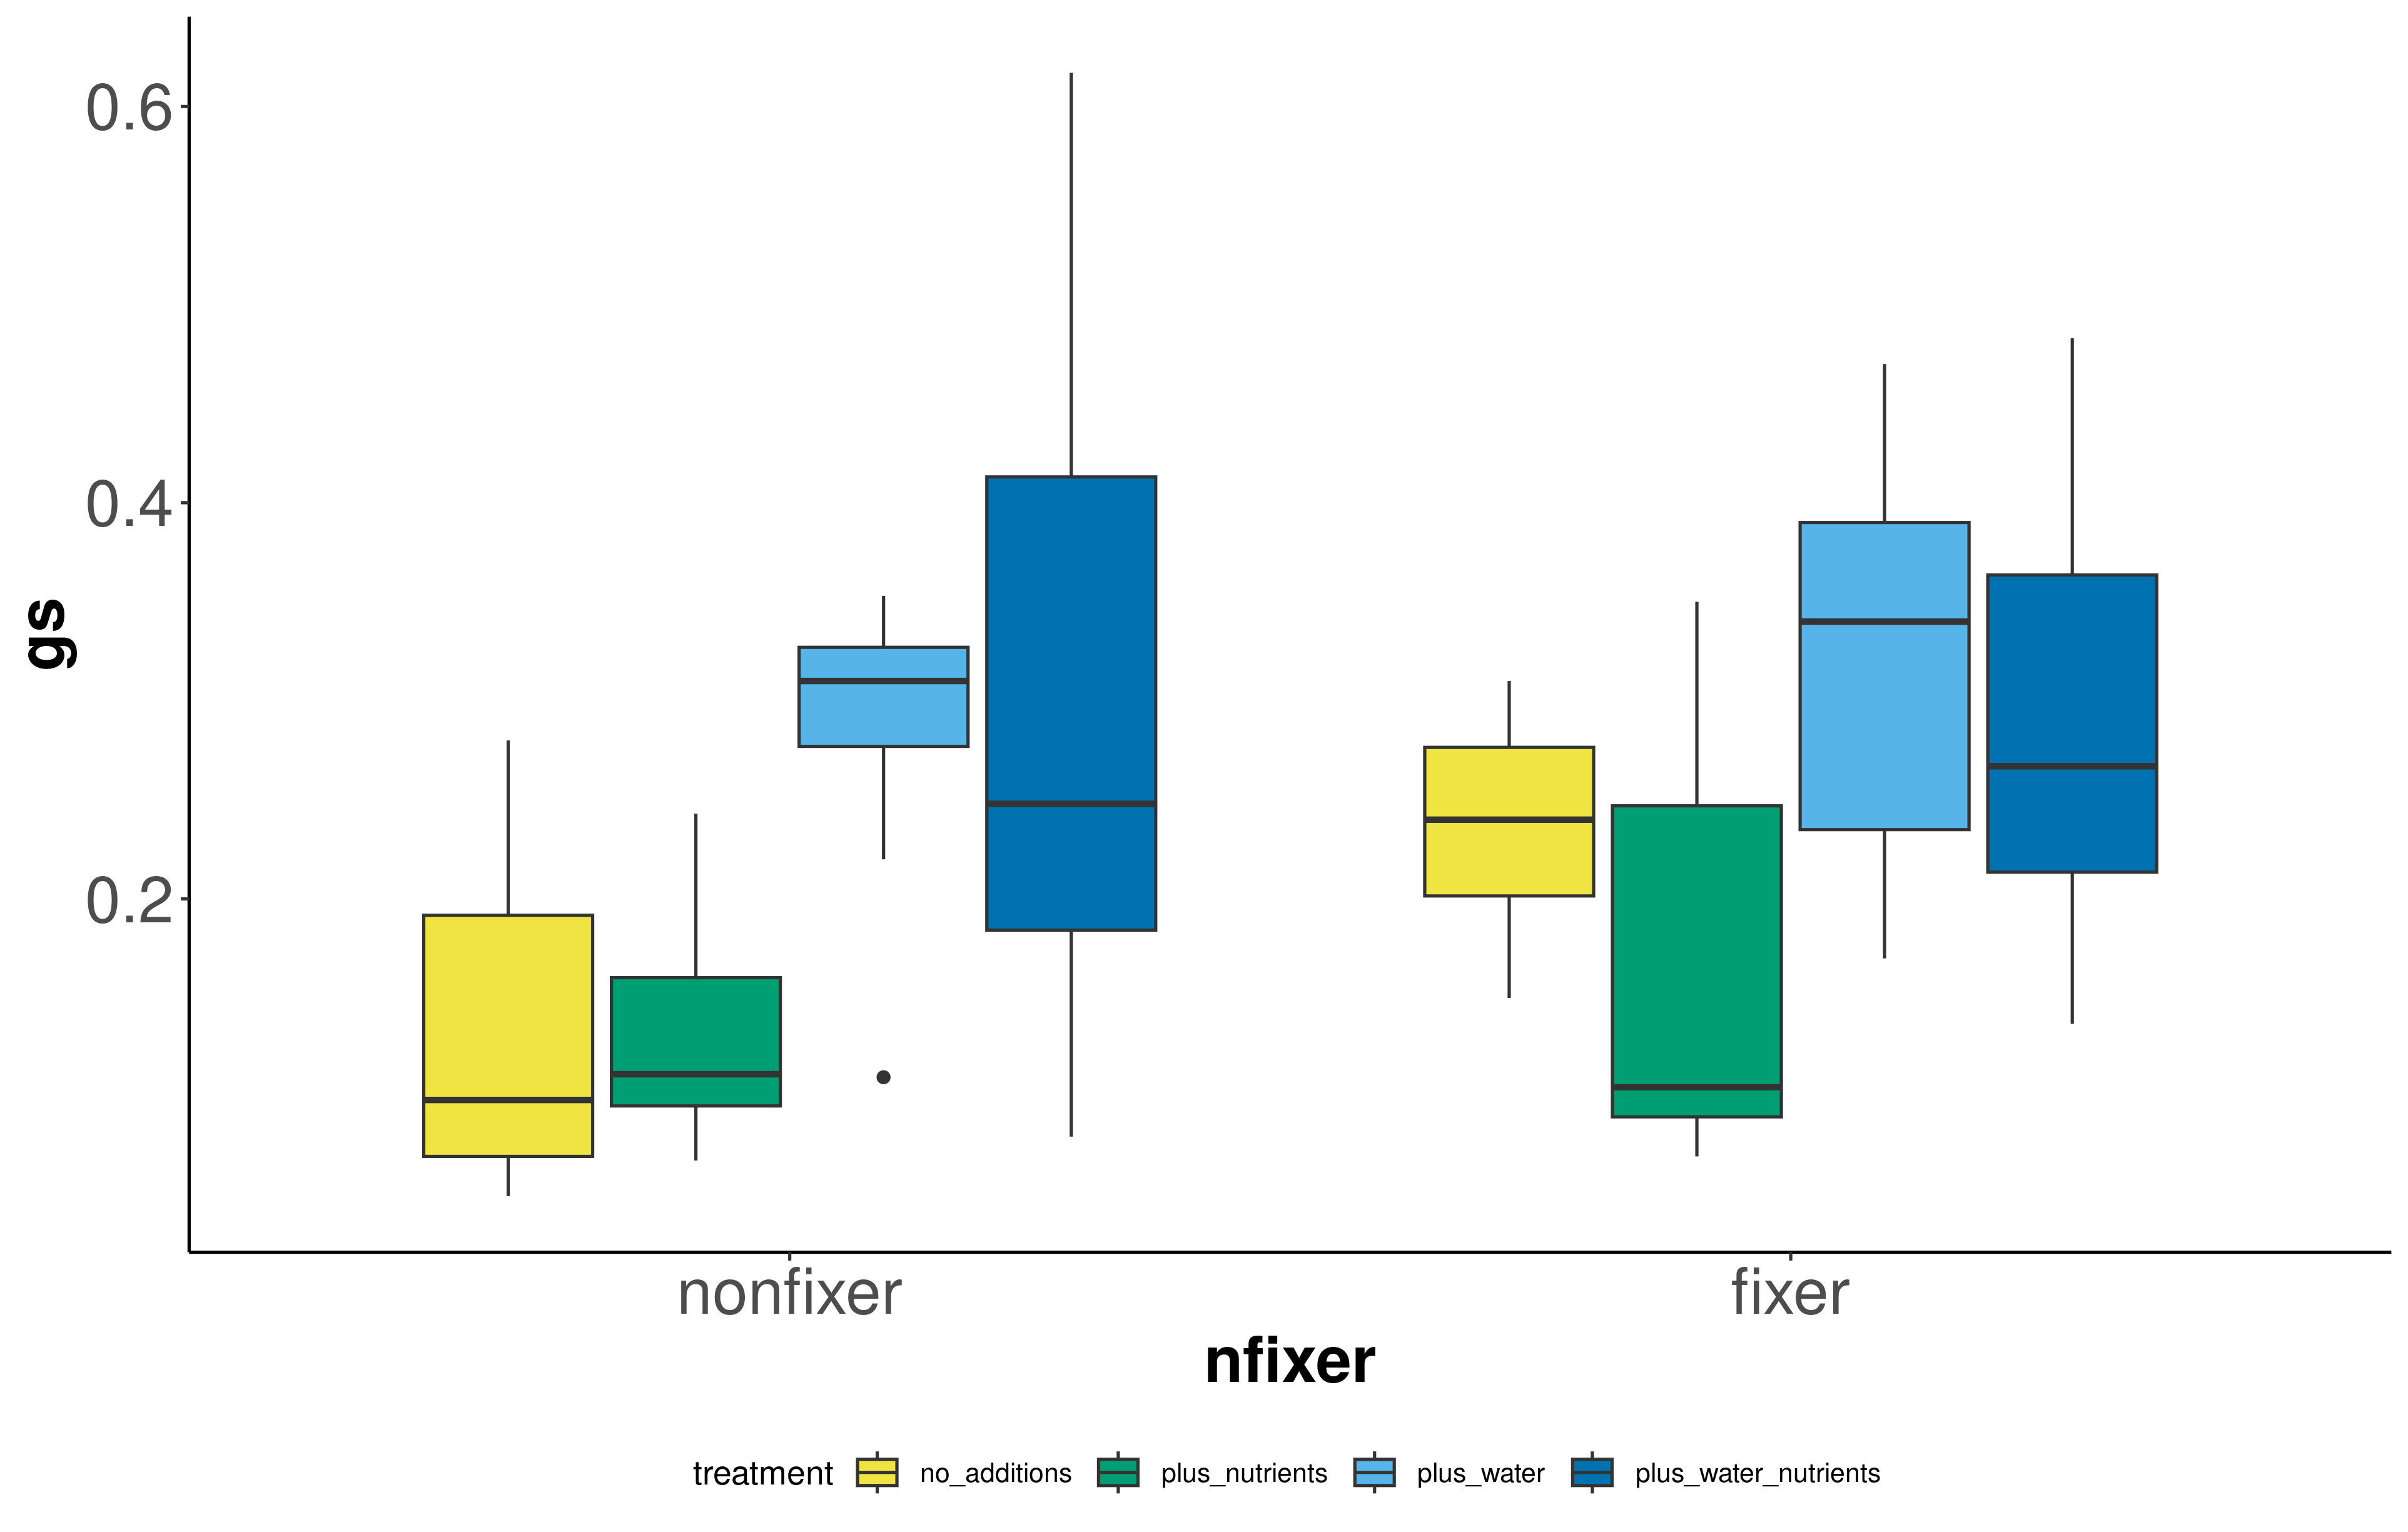 0.6
0.4
0.2
gs
nonfixer
fixer
nfixer
treatment no_additions plus_nutrients plus_water plus_water_nutrients